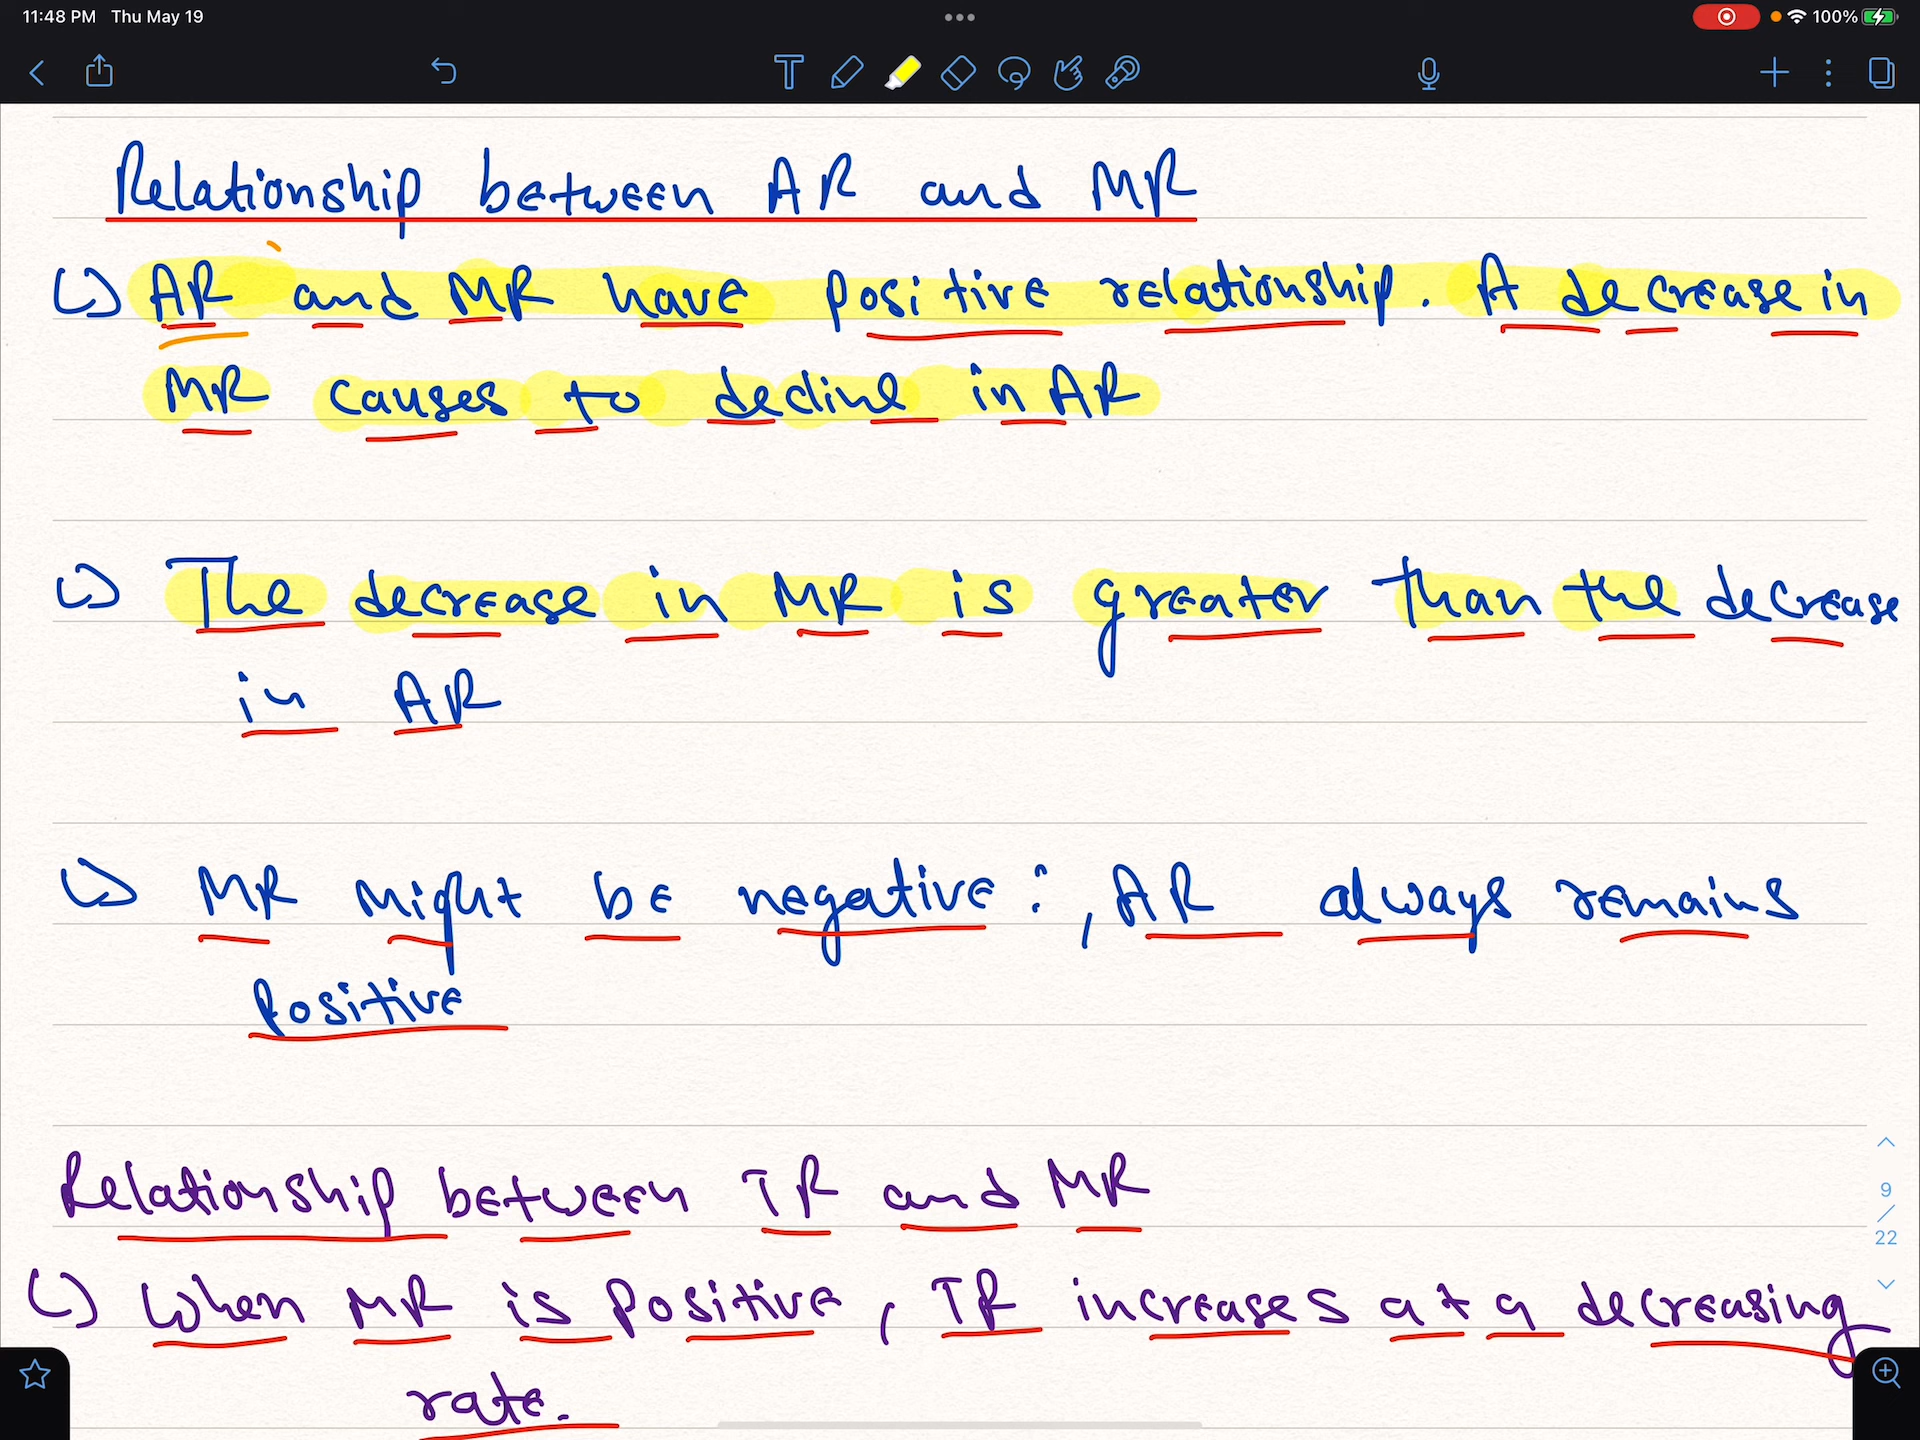 11:48 PM Thu May 19
100%
Relationship between AR and MR
AR and MR have positive relationship. A decrease in
MR causes to decline in AR
The decrease in MR is greater than the decrease
in AR
MR might be negative :, AR always remains
positive
Relationship between TR and MR
When MR is positive, TR increases at a decreasing
rate.
9
/
22